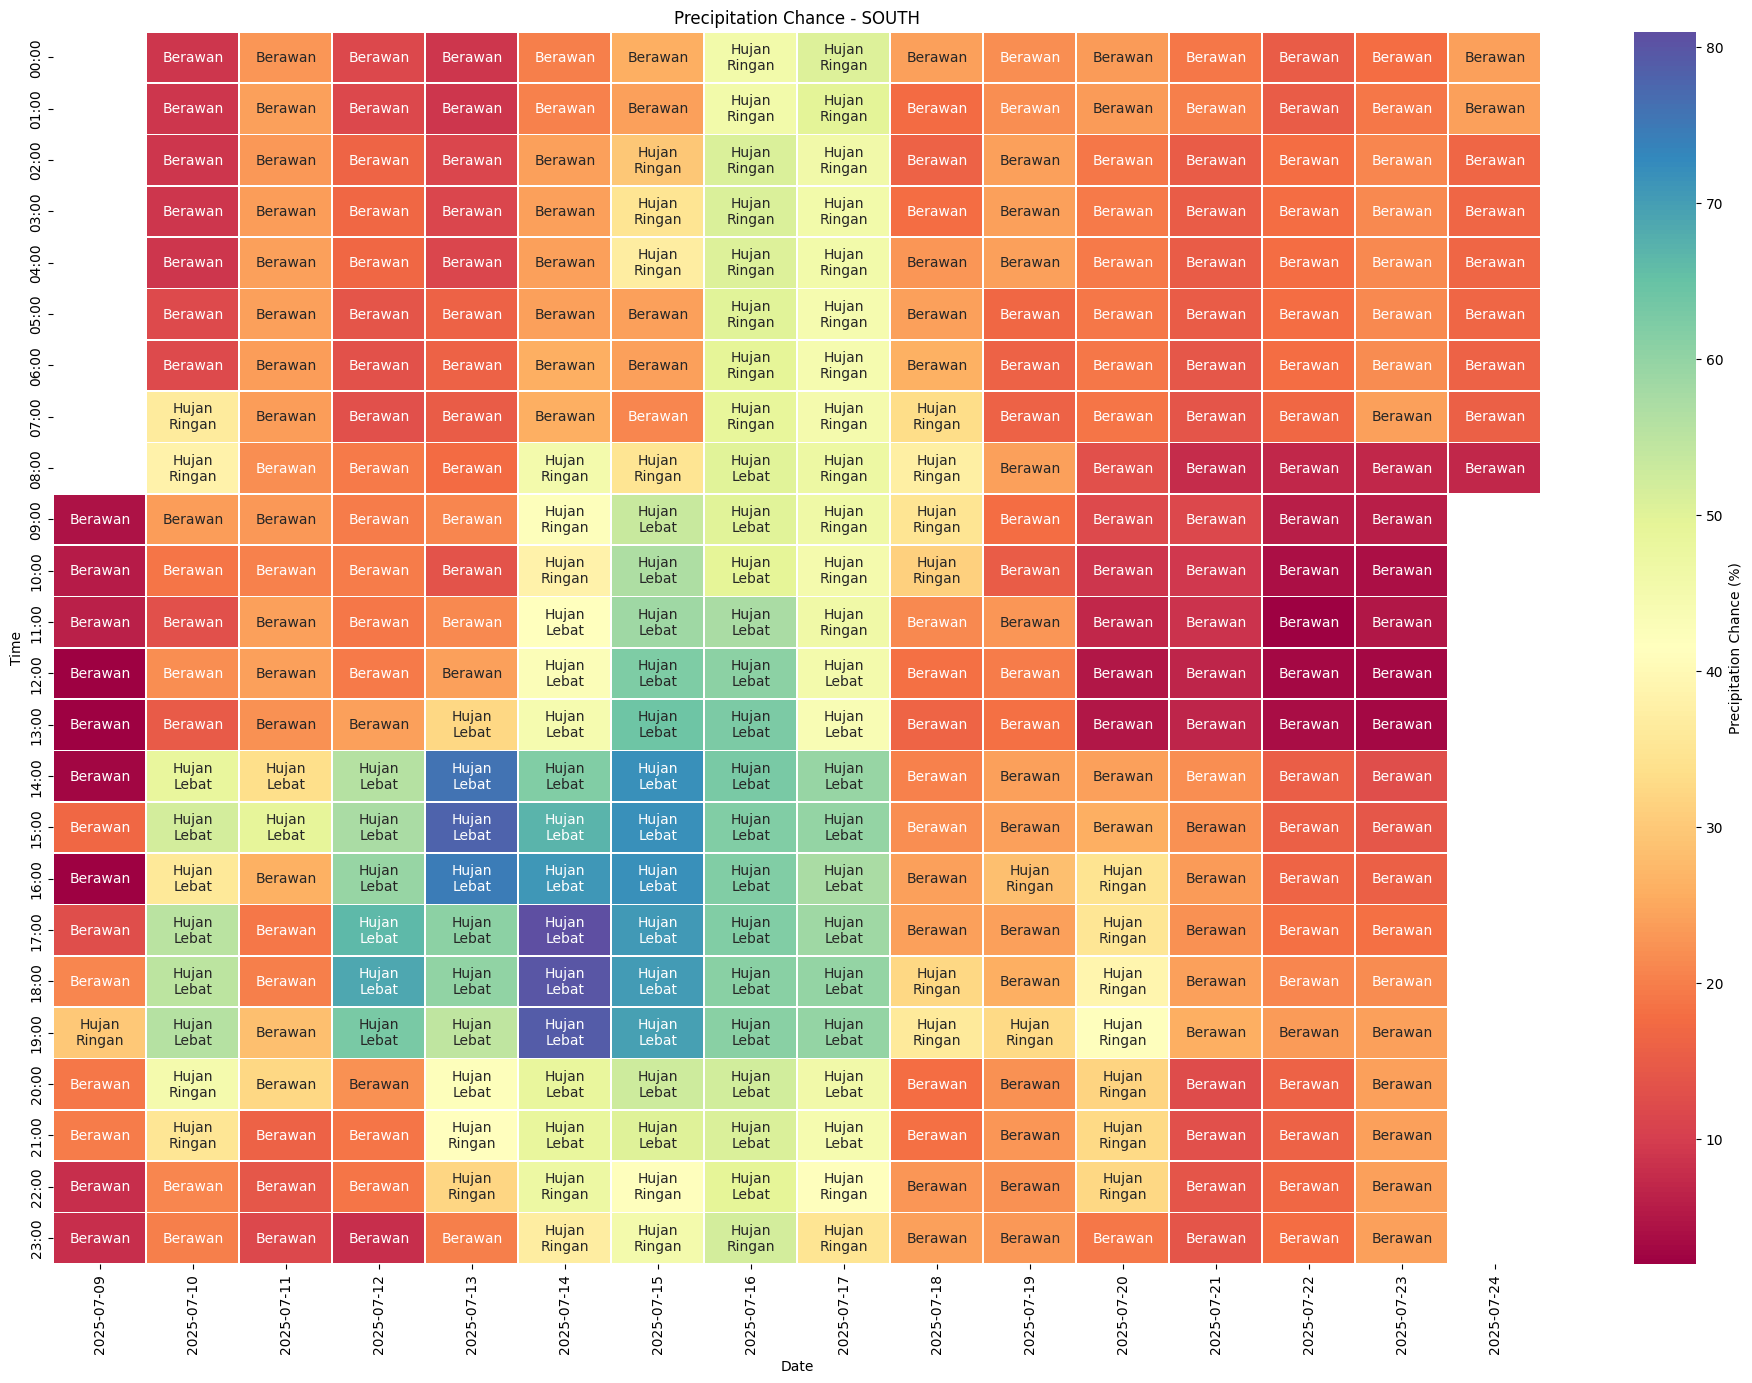 Precipitation Chance - SOUTH
00:00 Berawan Berawan Berawan Berawan Berawan Berawan Hujan Ringan Hujan Ringan Berawan Berawan Berawan Berawan Berawan Berawan Berawan
01:00 Berawan Berawan Berawan Berawan Berawan Berawan Hujan Ringan Hujan Ringan Berawan Berawan Berawan Berawan Berawan Berawan Berawan
02:00 Berawan Berawan Berawan Berawan Berawan Hujan Ringan Hujan Ringan Hujan Ringan Berawan Berawan Berawan Berawan Berawan Berawan Berawan
03:00 Berawan Berawan Berawan Berawan Berawan Hujan Ringan Hujan Ringan Hujan Ringan Berawan Berawan Berawan Berawan Berawan Berawan Berawan
04:00 Berawan Berawan Berawan Berawan Berawan Hujan Ringan Hujan Ringan Hujan Ringan Berawan Berawan Berawan Berawan Berawan Berawan Berawan
05:00 Berawan Berawan Berawan Berawan Berawan Berawan Hujan Ringan Hujan Ringan Berawan Berawan Berawan Berawan Berawan Berawan Berawan
06:00 Berawan Berawan Berawan Berawan Berawan Berawan Hujan Ringan Hujan Ringan Berawan Berawan Berawan Berawan Berawan Berawan Berawan
07:00 Hujan Ringan Berawan Berawan Berawan Berawan Berawan Hujan Ringan Hujan Ringan Hujan Ringan Berawan Berawan Berawan Berawan Berawan Berawan
08:00 Hujan Ringan Berawan Berawan Berawan Hujan Ringan Hujan Ringan Hujan Lebat Hujan Ringan Hujan Ringan Berawan Berawan Berawan Berawan Berawan Berawan
09:00 Berawan Berawan Berawan Berawan Berawan Hujan Ringan Hujan Lebat Hujan Lebat Hujan Ringan Hujan Ringan Berawan Berawan Berawan Berawan Berawan
10:00 Berawan Berawan Berawan Berawan Berawan Hujan Ringan Hujan Lebat Hujan Lebat Hujan Ringan Hujan Ringan Berawan Berawan Berawan Berawan Berawan
11:00 Berawan Berawan Berawan Berawan Berawan Hujan Lebat Hujan Lebat Hujan Lebat Hujan Ringan Berawan Berawan Berawan Berawan Berawan Berawan
12:00 Berawan Berawan Berawan Berawan Berawan Hujan Lebat Hujan Lebat Hujan Lebat Hujan Lebat Berawan Berawan Berawan Berawan Berawan Berawan
13:00 Berawan Berawan Berawan Berawan Hujan Lebat Hujan Lebat Hujan Lebat Hujan Lebat Hujan Lebat Berawan Berawan Berawan Berawan Berawan Berawan
14:00 Berawan Hujan Lebat Hujan Lebat Hujan Lebat Hujan Lebat Hujan Lebat Hujan Lebat Hujan Lebat Hujan Lebat Berawan Berawan Berawan Berawan Berawan Berawan
15:00 Berawan Hujan Lebat Hujan Lebat Hujan Lebat Hujan Lebat Hujan Lebat Hujan Lebat Hujan Lebat Hujan Lebat Berawan Berawan Berawan Berawan Berawan Berawan
16:00 Berawan Hujan Lebat Berawan Hujan Lebat Hujan Lebat Hujan Lebat Hujan Lebat Hujan Lebat Hujan Lebat Berawan Hujan Ringan Hujan Ringan Berawan Berawan Berawan
17:00 Berawan Hujan Lebat Berawan Hujan Lebat Hujan Lebat Hujan Lebat Hujan Lebat Hujan Lebat Hujan Lebat Berawan Berawan Hujan Ringan Berawan Berawan Berawan
18:00 Berawan Hujan Lebat Berawan Hujan Lebat Hujan Lebat Hujan Lebat Hujan Lebat Hujan Lebat Hujan Lebat Hujan Ringan Berawan Hujan Ringan Berawan Berawan Berawan
19:00 Hujan Ringan Hujan Lebat Berawan Hujan Lebat Hujan Lebat Hujan Lebat Hujan Lebat Hujan Lebat Hujan Lebat Hujan Ringan Hujan Ringan Hujan Ringan Berawan Berawan Berawan
20:00 Berawan Hujan Ringan Berawan Berawan Hujan Lebat Hujan Lebat Hujan Lebat Hujan Lebat Hujan Lebat Berawan Berawan Hujan Ringan Berawan Berawan Berawan
21:00 Berawan Hujan Ringan Berawan Berawan Hujan Ringan Hujan Lebat Hujan Lebat Hujan Lebat Hujan Lebat Berawan Berawan Hujan Ringan Berawan Berawan Berawan
22:00 Berawan Berawan Berawan Berawan Hujan Ringan Hujan Ringan Hujan Ringan Hujan Lebat Hujan Ringan Berawan Berawan Hujan Ringan Berawan Berawan Berawan
23:00 Berawan Berawan Berawan Berawan Berawan Hujan Ringan Hujan Ringan Hujan Ringan Hujan Ringan Berawan Berawan Berawan Berawan Berawan Berawan
Time
2025-07-09 2025-07-10 2025-07-11 2025-07-12 2025-07-13 2025-07-14 2025-07-15 2025-07-16 2025-07-17 2025-07-18 2025-07-19 2025-07-20 2025-07-21 2025-07-22 2025-07-23 2025-07-24
Date
80
70
60
50
40
30
20
10
Precipitation Chance (%)